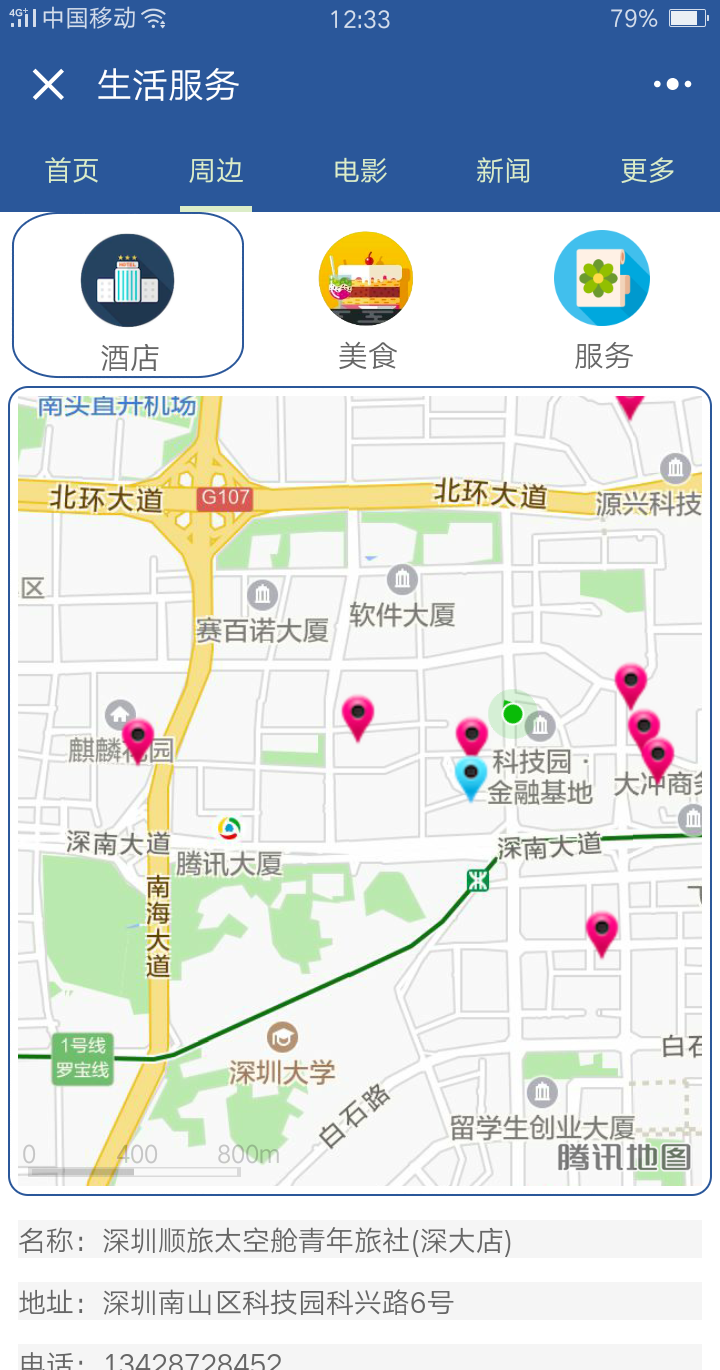 4G+ 中国移动 12:33 79%
生活服务
首页 周边 电影 新闻 更多
HOTEL
酒店 美食 服务
南头直升机场
北环大道 G107 北环大道
源兴科技
区
赛百诺大厦 软件大厦
麒麟花园
科技园·
金融基地
大冲商务
深南大道 腾讯大厦 深南大道
南海大道
1号线
罗宝线
深圳大学
白石路
白石
留学生创业大厦
0 400 800m
腾讯地图
名称：深圳顺旅太空舱青年旅社(深大店)
地址：深圳南山区科技园科兴路6号
电话：13428728452